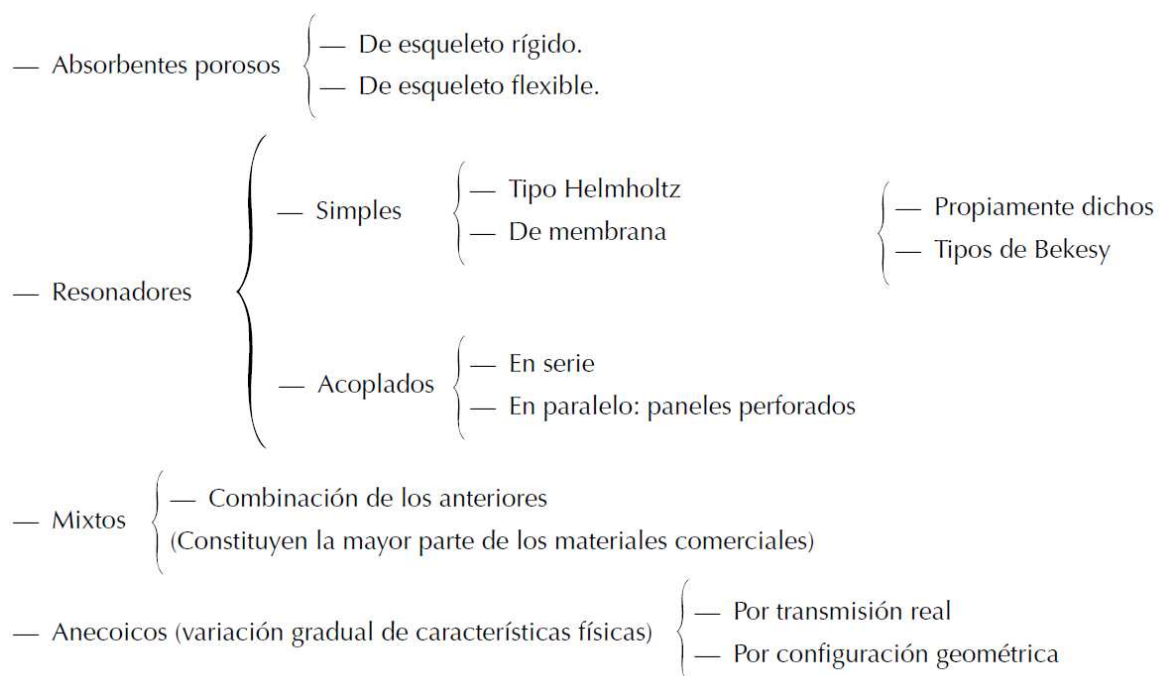 — Absorbentes porosos
— De esqueleto rígido.
— De esqueleto flexible.
— Resonadores
— Simples
— Tipo Helmholtz
— De membrana
— Propiamente dichos
— Tipos de Bekesy
— Acoplados
— En serie
— En paralelo: paneles perforados
— Mixtos
— Combinación de los anteriores
(Constituyen la mayor parte de los materiales comerciales)
— Anecoicos (variación gradual de características físicas)
— Por transmisión real
— Por configuración geométrica